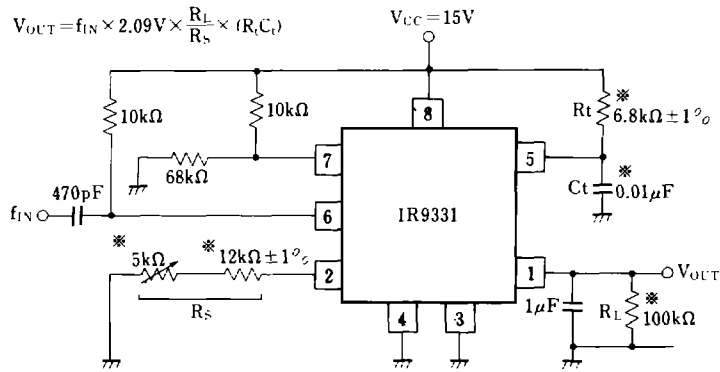 V_OUT=f_IN×2.09V×R_L/R_S×(R_tC_t)
V_CC=15V
10kΩ
10kΩ
※
Rt
6.8kΩ±1%
8
7
5
68kΩ
※
Ct
0.01μF
470pF
f_IN
6
IR9331
※
5kΩ
※
12kΩ±1%
2
1
V_OUT
R_S
1μF
※
R_L
100kΩ
4
3